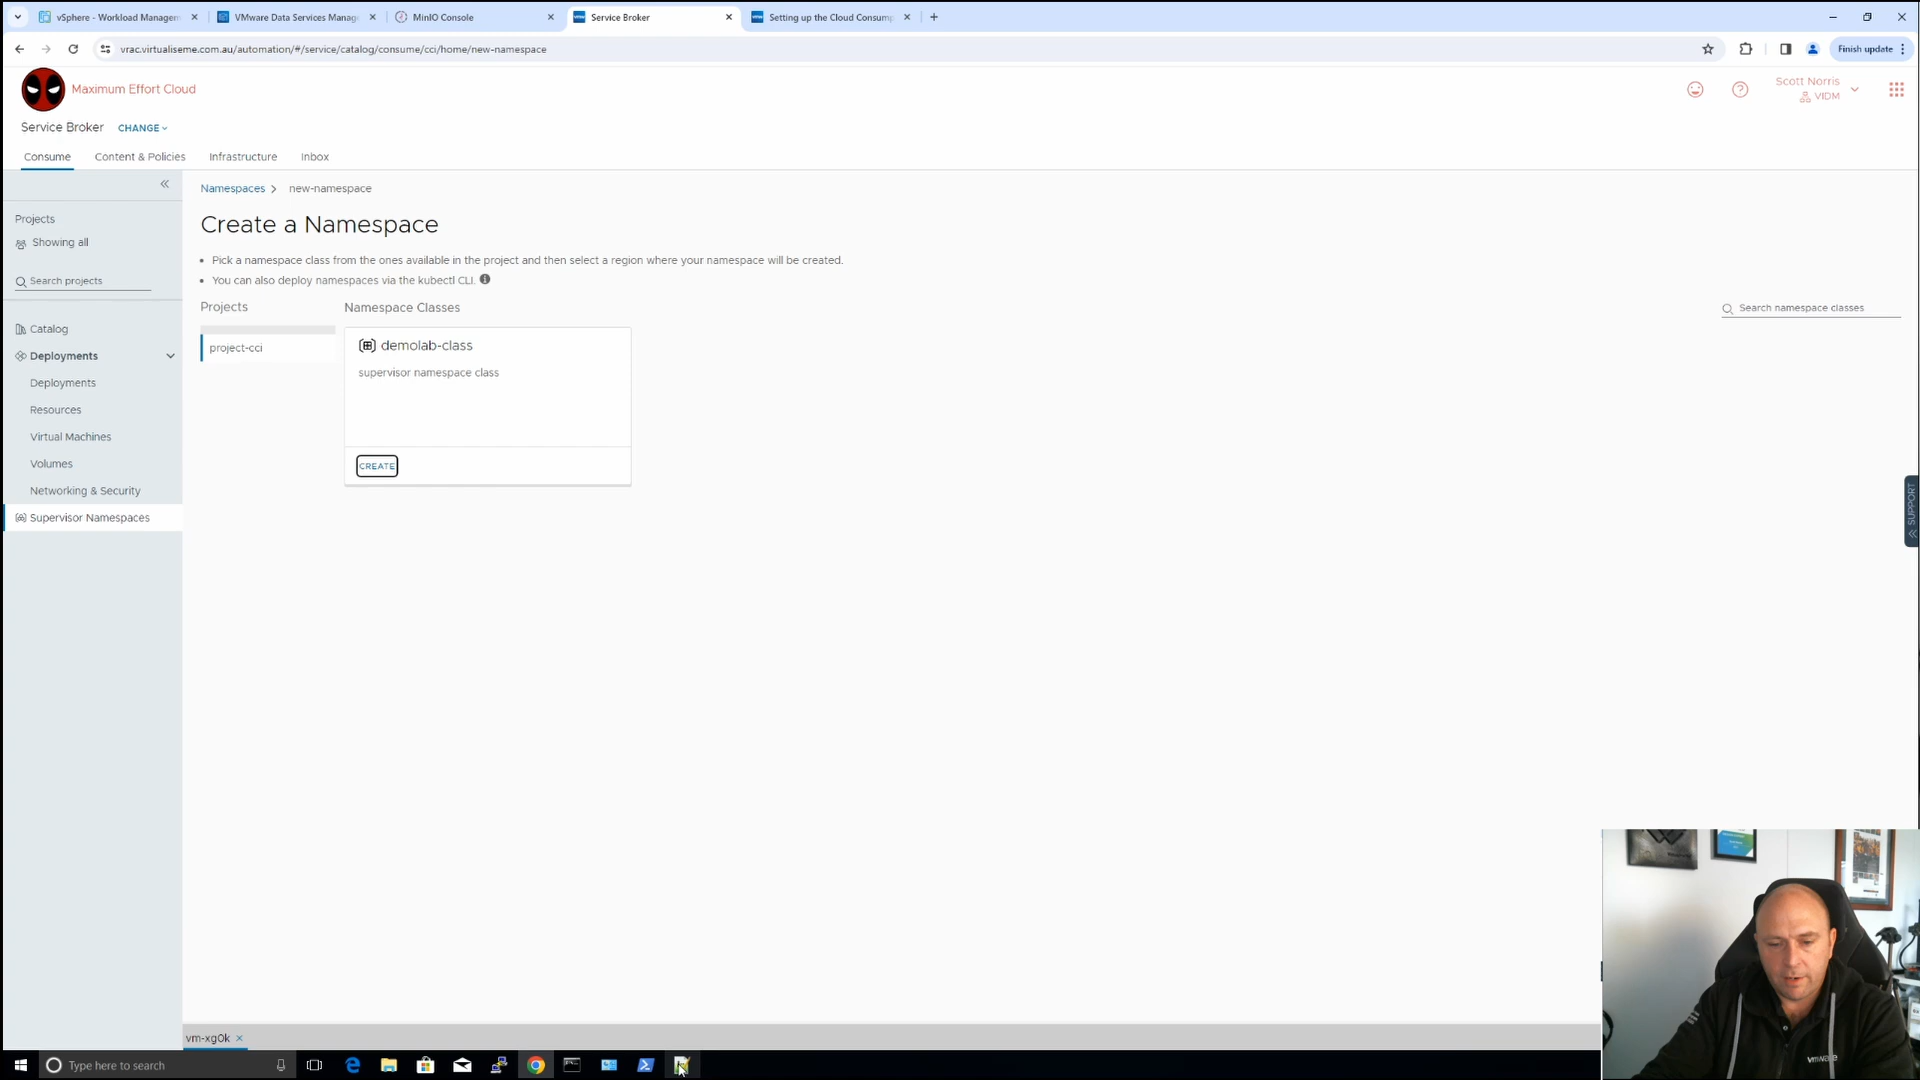 vSphere - Workload Managem
VMware Data Services Manag
MinIO Console
Service Broker
Setting up the Cloud Consump
vrac.virtualiseme.com.au/automation/#/service/catalog/consume/cci/home/new-namespace
Finish update
Maximum Effort Cloud
Scott Norris
VIDM
Service Broker
CHANGE
Consume
Content & Policies
Infrastructure
Inbox
Projects
Showing all
Search projects
Catalog
Deployments
Deployments
Resources
Virtual Machines
Volumes
Networking & Security
Supervisor Namespaces
Namespaces
new-namespace
Create a Namespace
Pick a namespace class from the ones available in the project and then select a region where your namespace will be created.
You can also deploy namespaces via the kubectl CLI.
Projects
Namespace Classes
Search namespace classes
project-cci
demolab-class
supervisor namespace class
CREATE
SUPPORT
vm-xg0k
Type here to search
vmware